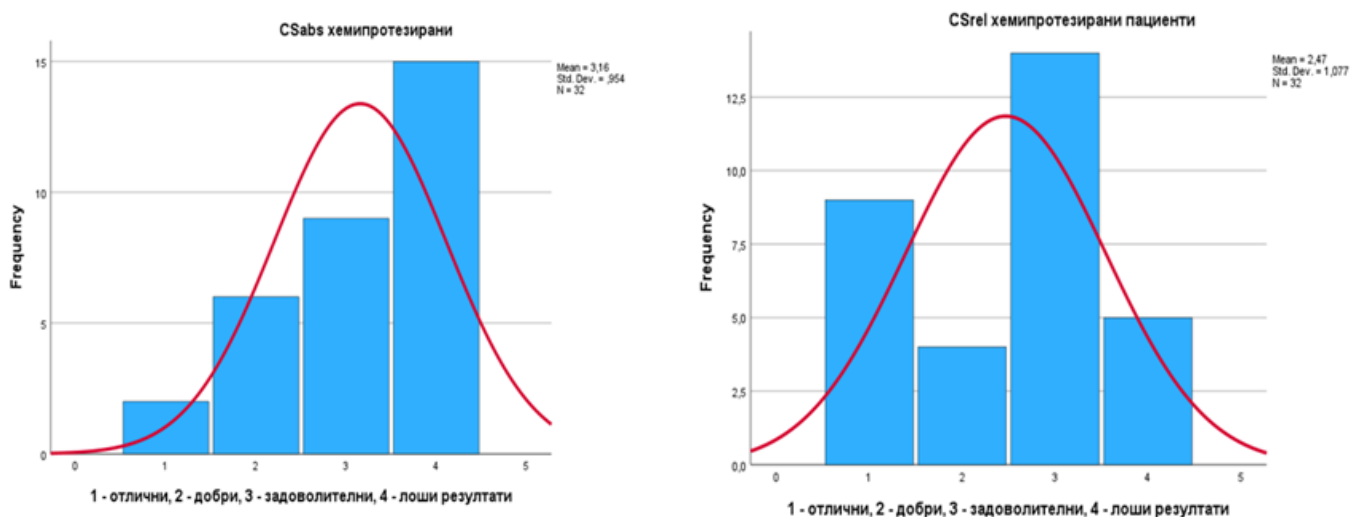 CSabs хемипротезирани
Mean = 3,16
Std. Dev. = ,954
N = 32
Frequency
15
10
5
0
0 1 2 3 4 5
1 - отлични, 2 - добри, 3 - задоволителни, 4 - лоши резултати
CSrel хемипротезирани пациенти
Mean = 2,47
Std. Dev. = 1,077
N = 32
Frequency
12,5
10,0
7,5
5,0
2,5
0,0
0 1 2 3 4 5
1 - отлични, 2 - добри, 3 - задоволителни, 4 - лоши резултати